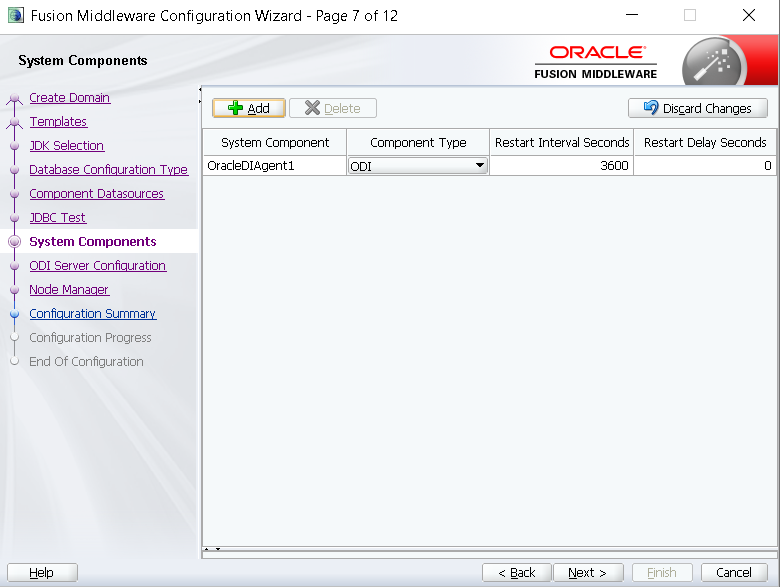 Fusion Middleware Configuration Wizard - Page 7 of 12
System Components
ORACLE
FUSION MIDDLEWARE
Create Domain
Templates
JDK Selection
Database Configuration Type
Component Datasources
JDBC Test
System Components
ODI Server Configuration
Node Manager
Configuration Summary
Configuration Progress
End Of Configuration
Add Delete Discard Changes
System Component Component Type Restart Interval Seconds Restart Delay Seconds
OracleDIAgent1 ODI 3600 0
Help < Back Next > Finish Cancel